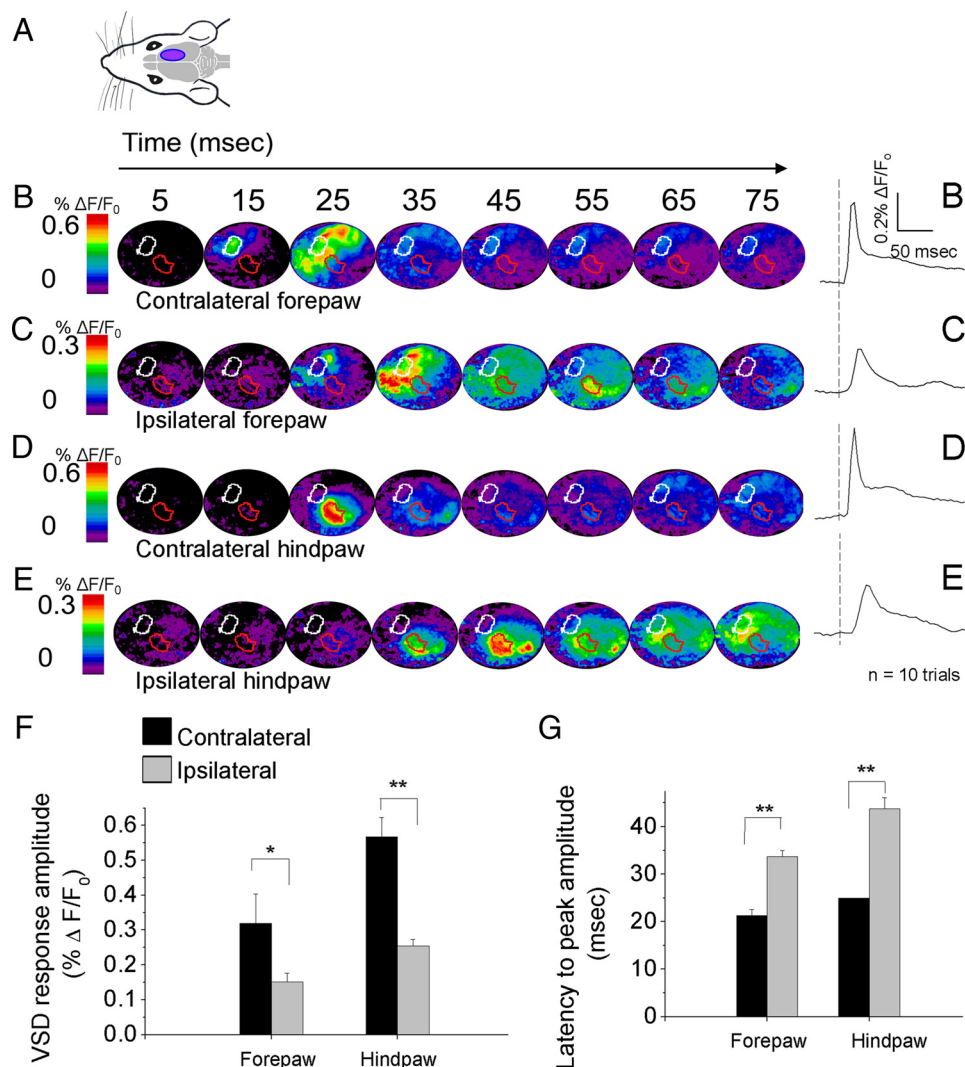 A
Time (msec)
B
% ΔF/F₀
0.6
0
5 15 25 35 45 55 65 75
Contralateral forepaw
B
0.2% ΔF/Fₒ
50 msec
C
% ΔF/F₀
0.3
0
Ipsilateral forepaw
C
D
% ΔF/F₀
0.6
0
Contralateral hindpaw
D
E
% ΔF/F₀
0.3
0
Ipsilateral hindpaw
E
n = 10 trials
F
Contralateral
Ipsilateral
VSD response amplitude
(% Δ F/F₀)
0.6
0.5
0.4
0.3
0.2
0.1
0.0
*
**
Forepaw Hindpaw
G
Latency to peak amplitude
(msec)
40
30
20
10
0
**
**
Forepaw Hindpaw